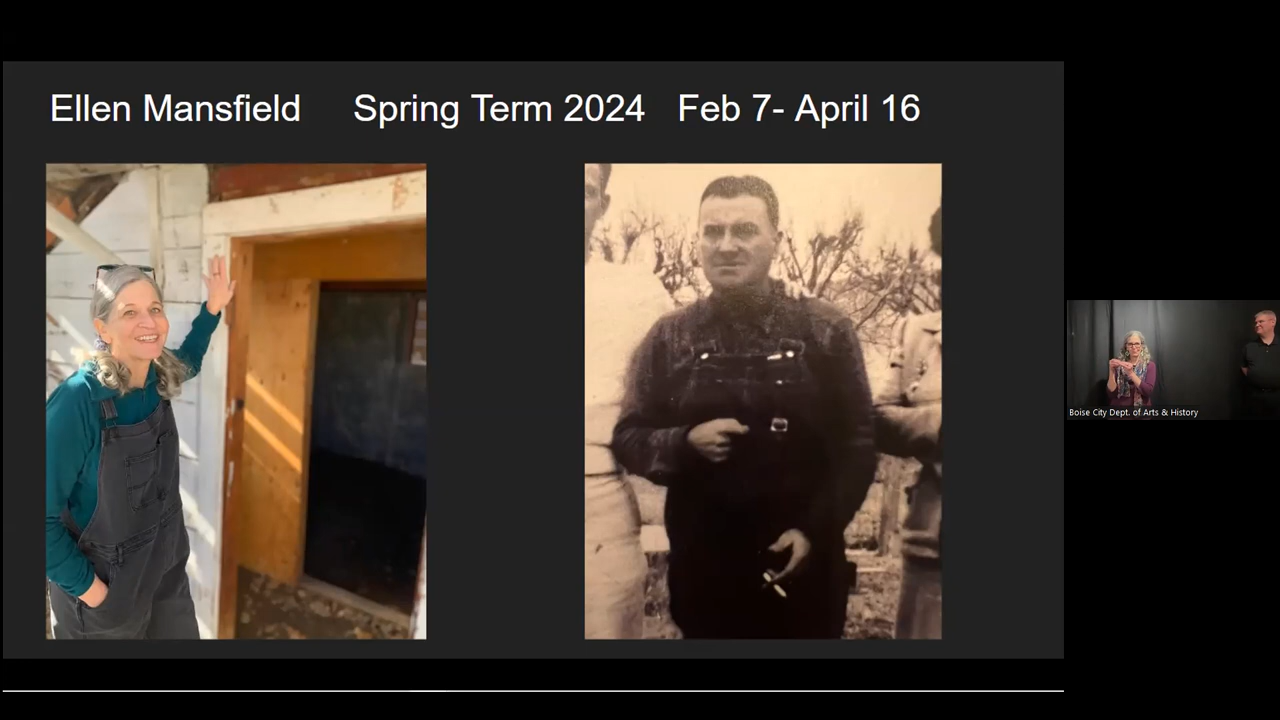 Ellen Mansfield Spring Term 2024 Feb 7- April 16
Boise City Dept. of Arts & History